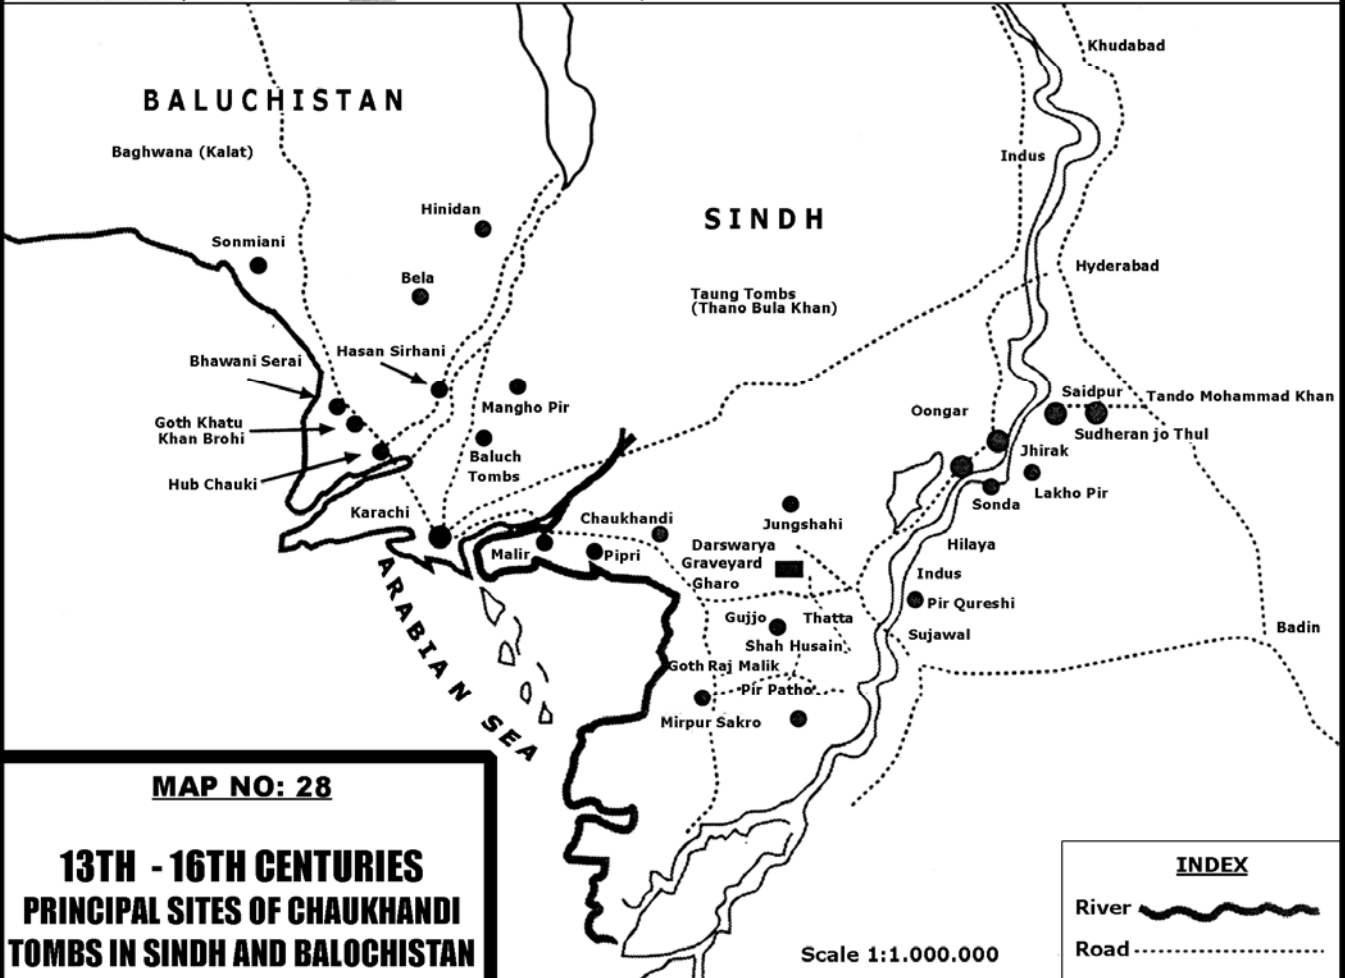 Khudabad
BALUCHISTAN
Baghwana (Kalat)
Indus
Hinidan
SINDH
Sonmiani
Hyderabad
Bela
Taung Tombs
(Thano Bula Khan)
Hasan Sirhani
Bhawani Serai
Saidpur
Tando Mohammad Khan
Mangho Pir
Oongar
Goth Khatu
Khan Brohi
Sudheran jo Thul
Baluch
Tombs
Jhirak
Hub Chauki
Lakho Pir
Sonda
Karachi
Chaukhandi
Jungshahi
Darswarya
Graveyard
Hilaya
Malir
Pipri
Gharo
Indus
Pir Qureshi
Gujjo
Thatta
Sujawal
Badin
Shah Husain
Goth Raj Malik
Pir Patho
Mirpur Sakro
ARABIAN SEA
MAP NO: 28
13TH - 16TH CENTURIES
PRINCIPAL SITES OF CHAUKHANDI
TOMBS IN SINDH AND BALOCHISTAN
Scale 1:1.000.000
INDEX
River
Road